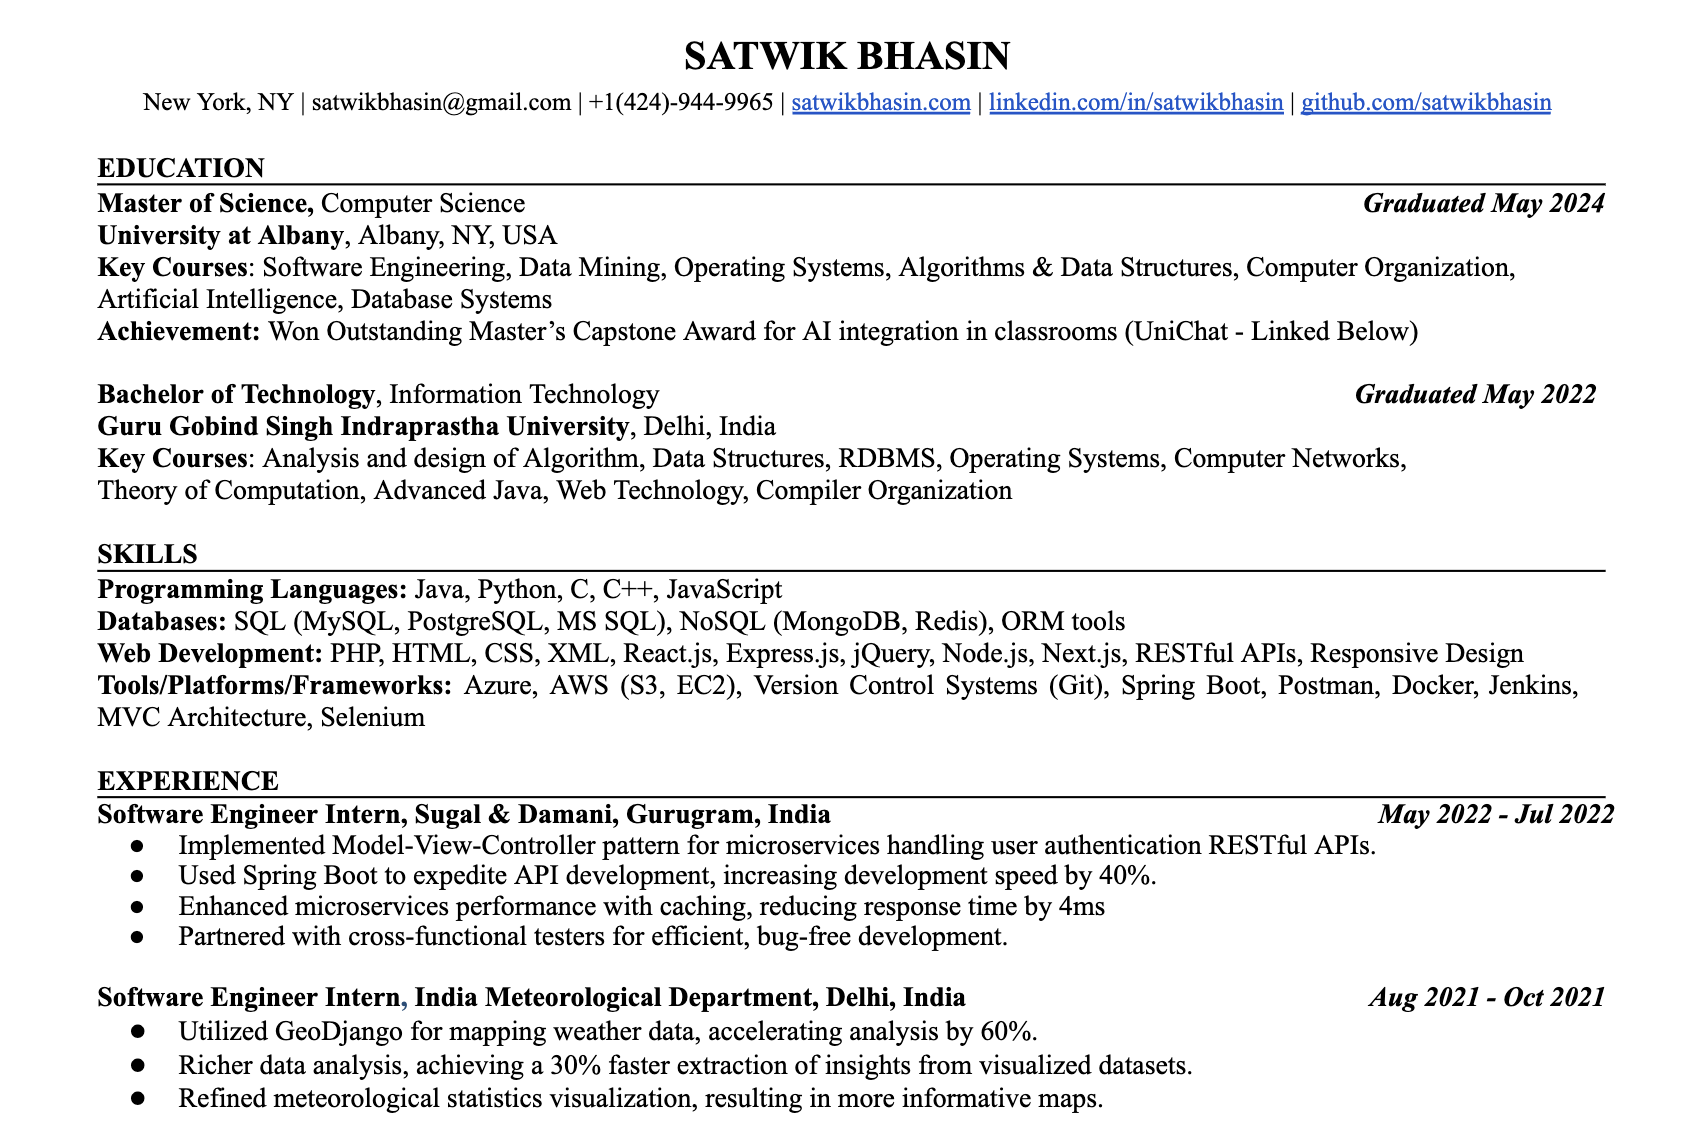 SATWIK BHASIN
New York, NY | satwikbhasin@gmail.com | +1(424)-944-9965 | satwikbhasin.com | linkedin.com/in/satwikbhasin | github.com/satwikbhasin
EDUCATION
Master of Science, Computer Science Graduated May 2024
University at Albany, Albany, NY, USA
Key Courses: Software Engineering, Data Mining, Operating Systems, Algorithms & Data Structures, Computer Organization,
Artificial Intelligence, Database Systems
Achievement: Won Outstanding Master’s Capstone Award for AI integration in classrooms (UniChat - Linked Below)
Bachelor of Technology, Information Technology Graduated May 2022
Guru Gobind Singh Indraprastha University, Delhi, India
Key Courses: Analysis and design of Algorithm, Data Structures, RDBMS, Operating Systems, Computer Networks,
Theory of Computation, Advanced Java, Web Technology, Compiler Organization
SKILLS
Programming Languages: Java, Python, C, C++, JavaScript
Databases: SQL (MySQL, PostgreSQL, MS SQL), NoSQL (MongoDB, Redis), ORM tools
Web Development: PHP, HTML, CSS, XML, React.js, Express.js, jQuery, Node.js, Next.js, RESTful APIs, Responsive Design
Tools/Platforms/Frameworks: Azure, AWS (S3, EC2), Version Control Systems (Git), Spring Boot, Postman, Docker, Jenkins,
MVC Architecture, Selenium
EXPERIENCE
Software Engineer Intern, Sugal & Damani, Gurugram, India May 2022 - Jul 2022
● Implemented Model-View-Controller pattern for microservices handling user authentication RESTful APIs.
● Used Spring Boot to expedite API development, increasing development speed by 40%.
● Enhanced microservices performance with caching, reducing response time by 4ms
● Partnered with cross-functional testers for efficient, bug-free development.
Software Engineer Intern, India Meteorological Department, Delhi, India Aug 2021 - Oct 2021
● Utilized GeoDjango for mapping weather data, accelerating analysis by 60%.
● Richer data analysis, achieving a 30% faster extraction of insights from visualized datasets.
● Refined meteorological statistics visualization, resulting in more informative maps.